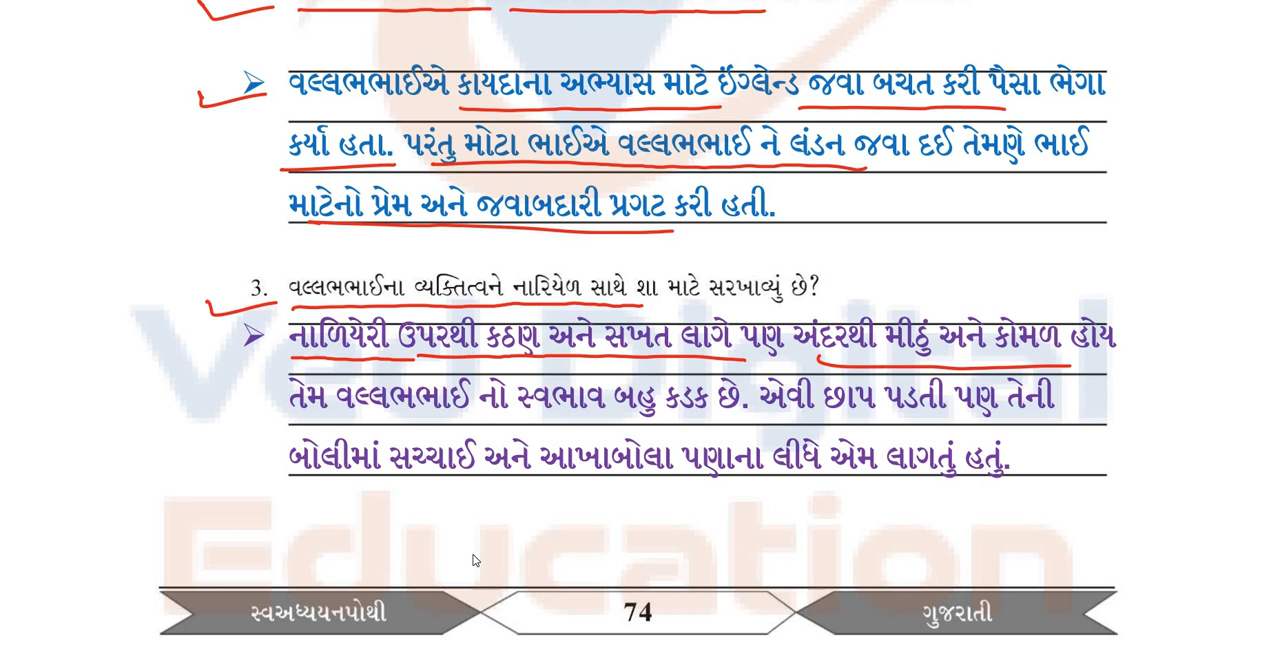 વલ્લભભાઈએ કાયદાના અભ્યાસ માટે ઈંગ્લેન્ડ જવા બચત કરી પૈસા ભેગા
કર્યા હતા. પરંતુ મોટા ભાઈએ વલ્લભભાઈ ને લંડન જવા દઈ તેમણે ભાઈ
માટેનો પ્રેમ અને જવાબદારી પ્રગટ કરી હતી.
3. વલ્લભભાઈના વ્યક્તિત્વને નારિયેળ સાથે શા માટે સરખાવ્યું છે?
નાળિયેરી ઉપરથી કઠણ અને સખત લાગે પણ અંદરથી મીઠું અને કોમળ હોય
તેમ વલ્લભભાઈ નો સ્વભાવ બહુ કડક છે. એવી છાપ પડતી પણ તેની
બોલીમાં સચ્ચાઈ અને આખાબોલા પણાના લીધે એમ લાગતું હતું.
Ved Digital
Education
સ્વઅધ્યયનપોથી 74 ગુજરાતી